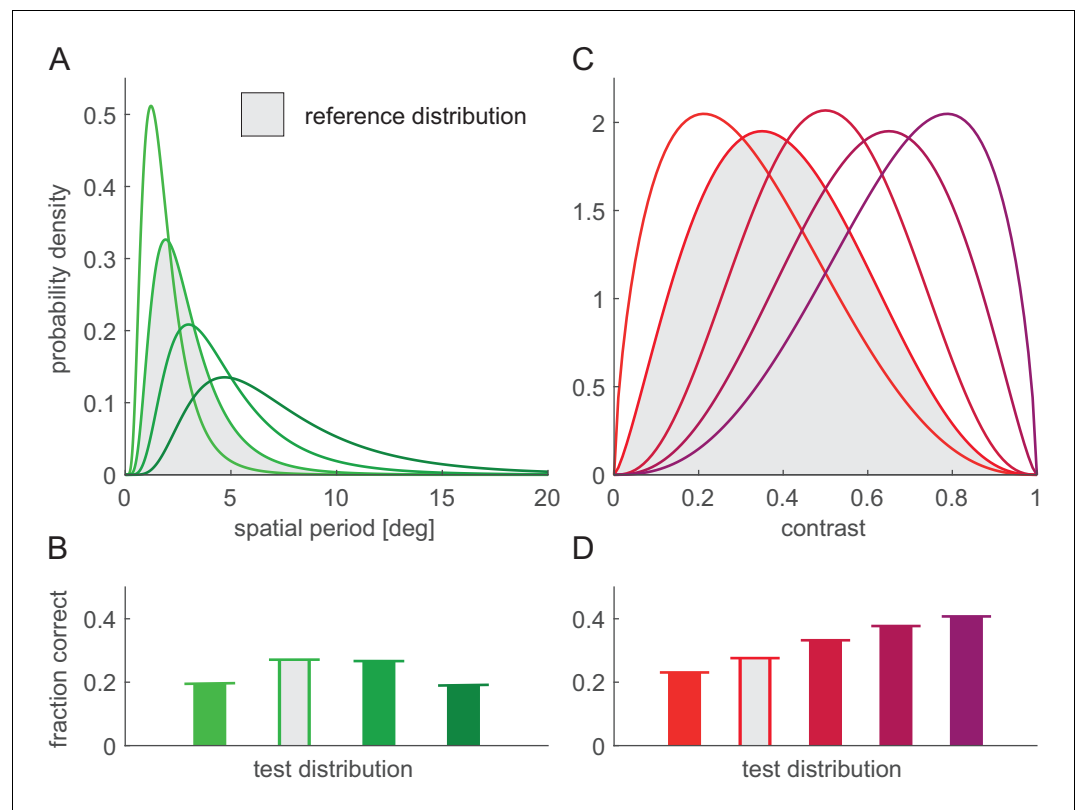 A
0.5
0.4
0.3
0.2
0.1
0
probability density
reference distribution
0 5 10 15 20
spatial period [deg]
C
2
1.5
1
0.5
0
0 0.2 0.4 0.6 0.8 1
contrast
B
fraction correct
0.4
0.2
0
test distribution
D
0.4
0.2
0
test distribution